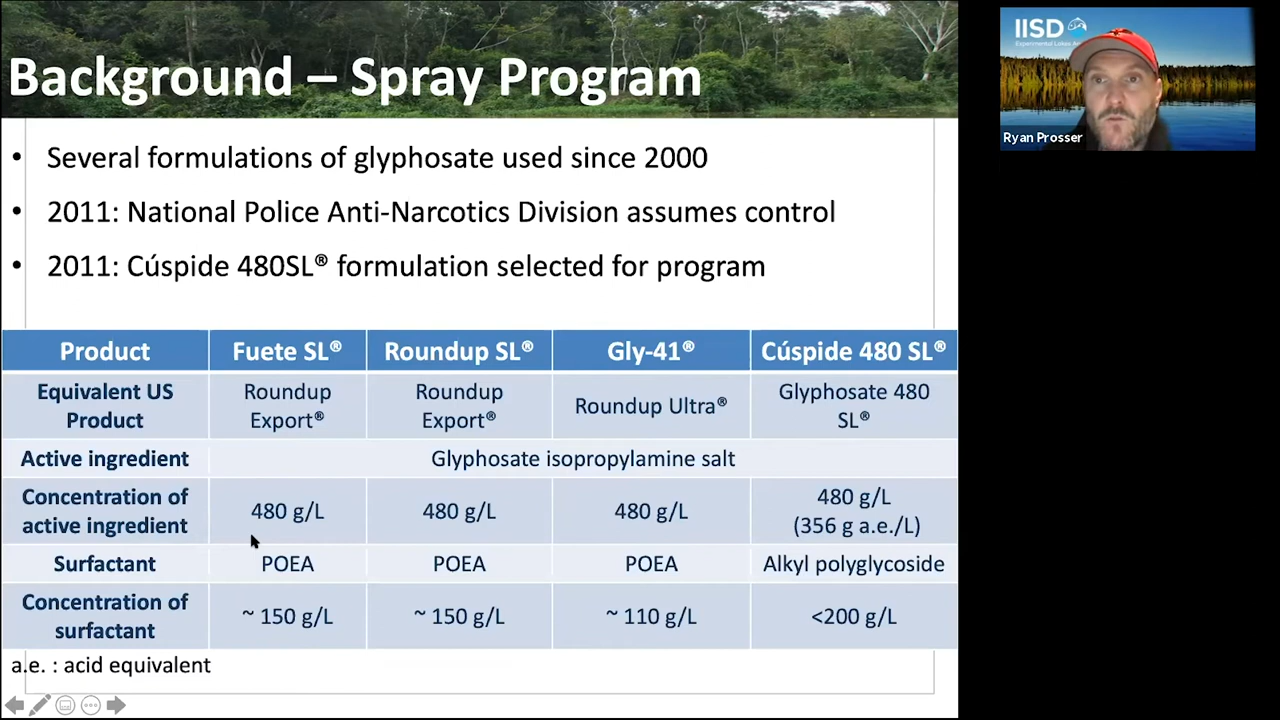 Background – Spray Program
• Several formulations of glyphosate used since 2000
• 2011: National Police Anti-Narcotics Division assumes control
• 2011: Cúspide 480SL® formulation selected for program
Product Fuete SL® Roundup SL® Gly-41® Cúspide 480 SL®
Equivalent US Product Roundup Export® Roundup Export® Roundup Ultra® Glyphosate 480 SL®
Active ingredient Glyphosate isopropylamine salt
Concentration of active ingredient 480 g/L 480 g/L 480 g/L 480 g/L (356 g a.e./L)
Surfactant POEA POEA POEA Alkyl polyglycoside
Concentration of surfactant ~ 150 g/L ~ 150 g/L ~ 110 g/L <200 g/L
a.e. : acid equivalent
IISD
Experimental Lakes
Ryan Prosser